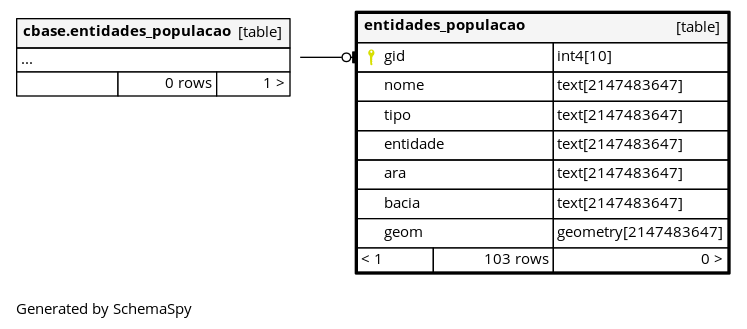 cbase.entidades_populacao [table]
...
0 rows 1 >
entidades_populacao [table]
gid int4[10]
nome text[2147483647]
tipo text[2147483647]
entidade text[2147483647]
ara text[2147483647]
bacia text[2147483647]
geom geometry[2147483647]
< 1 103 rows 0 >
Generated by SchemaSpy